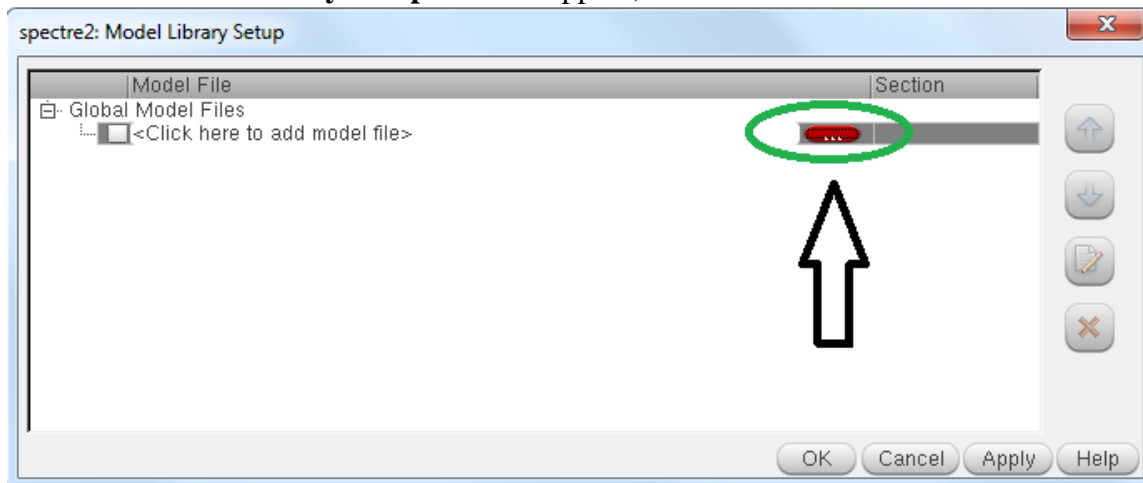 spectre2: Model Library Setup
Model File Section
Global Model Files
<Click here to add model file>
...
OK Cancel Apply Help